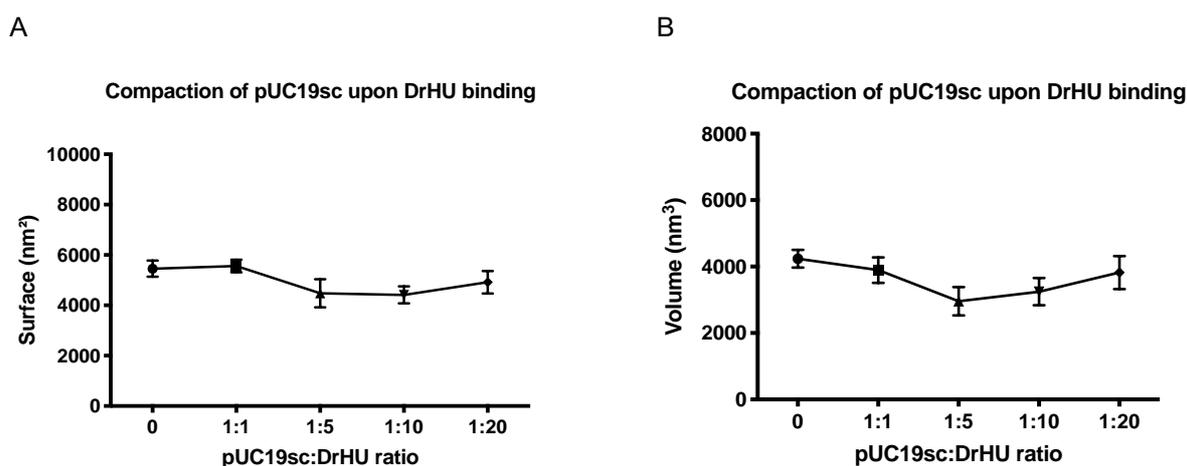 A
Compaction of pUC19sc upon DrHU binding
10000
8000
6000
4000
2000
0
Surface (nm²)
0 1:1 1:5 1:10 1:20
pUC19sc:DrHU ratio
B
Compaction of pUC19sc upon DrHU binding
8000
6000
4000
2000
0
Volume (nm³)
0 1:1 1:5 1:10 1:20
pUC19sc:DrHU ratio